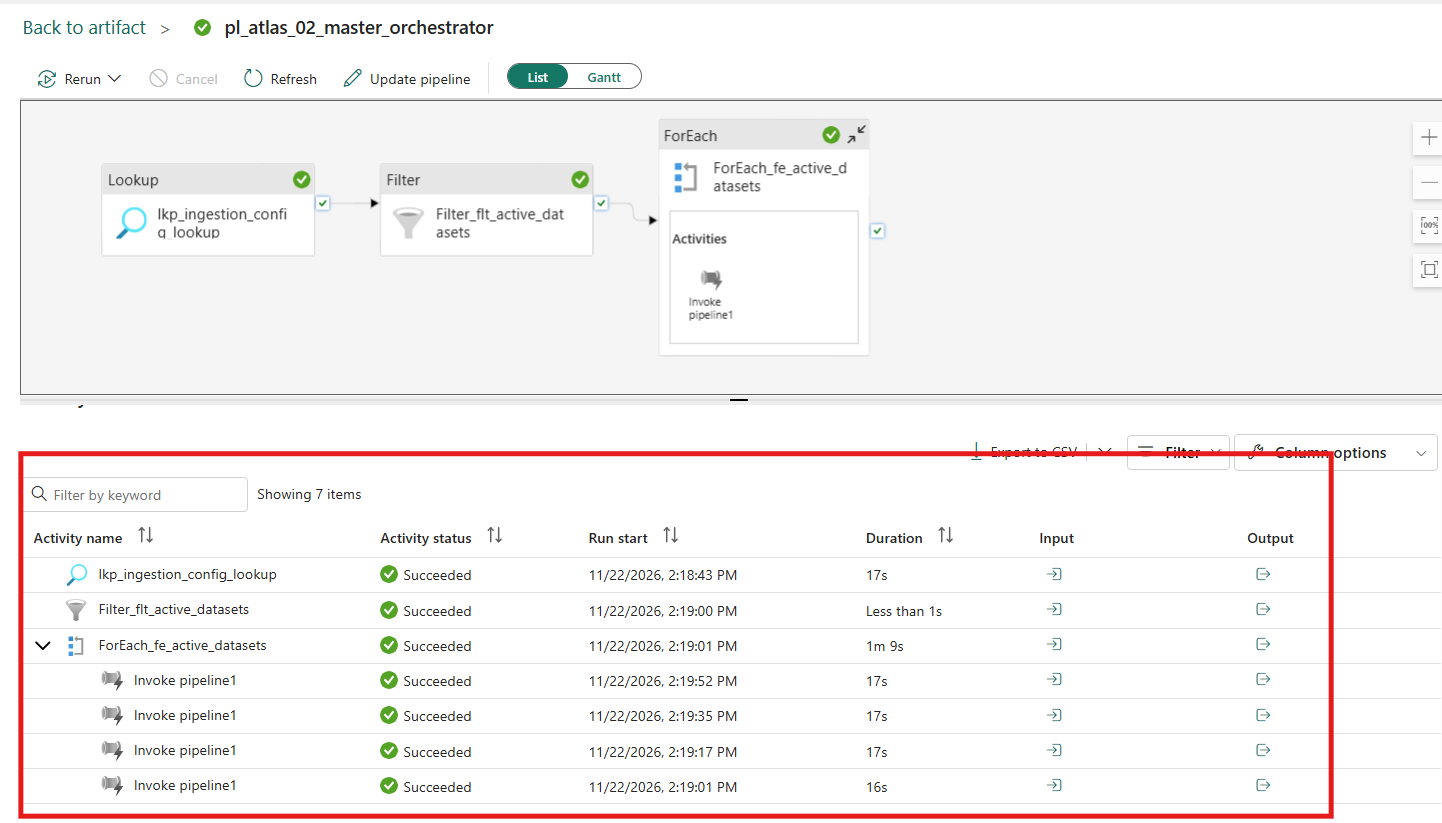 Back to artifact > pl_atlas_02_master_orchestrator
Rerun Cancel Refresh Update pipeline List Gantt
Lookup
lkp_ingestion_confi
g_lookup
Filter
Filter_flt_active_dat
asets
ForEach
ForEach_fe_active_d
atasets
Activities
Invoke
pipeline1
100%
Export to CSV Filter Column options
Filter by keyword Showing 7 items
Activity name Activity status Run start Duration Input Output
lkp_ingestion_config_lookup Succeeded 11/22/2026, 2:18:43 PM 17s
Filter_flt_active_datasets Succeeded 11/22/2026, 2:19:00 PM Less than 1s
ForEach_fe_active_datasets Succeeded 11/22/2026, 2:19:01 PM 1m 9s
Invoke pipeline1 Succeeded 11/22/2026, 2:19:52 PM 17s
Invoke pipeline1 Succeeded 11/22/2026, 2:19:35 PM 17s
Invoke pipeline1 Succeeded 11/22/2026, 2:19:17 PM 17s
Invoke pipeline1 Succeeded 11/22/2026, 2:19:01 PM 16s